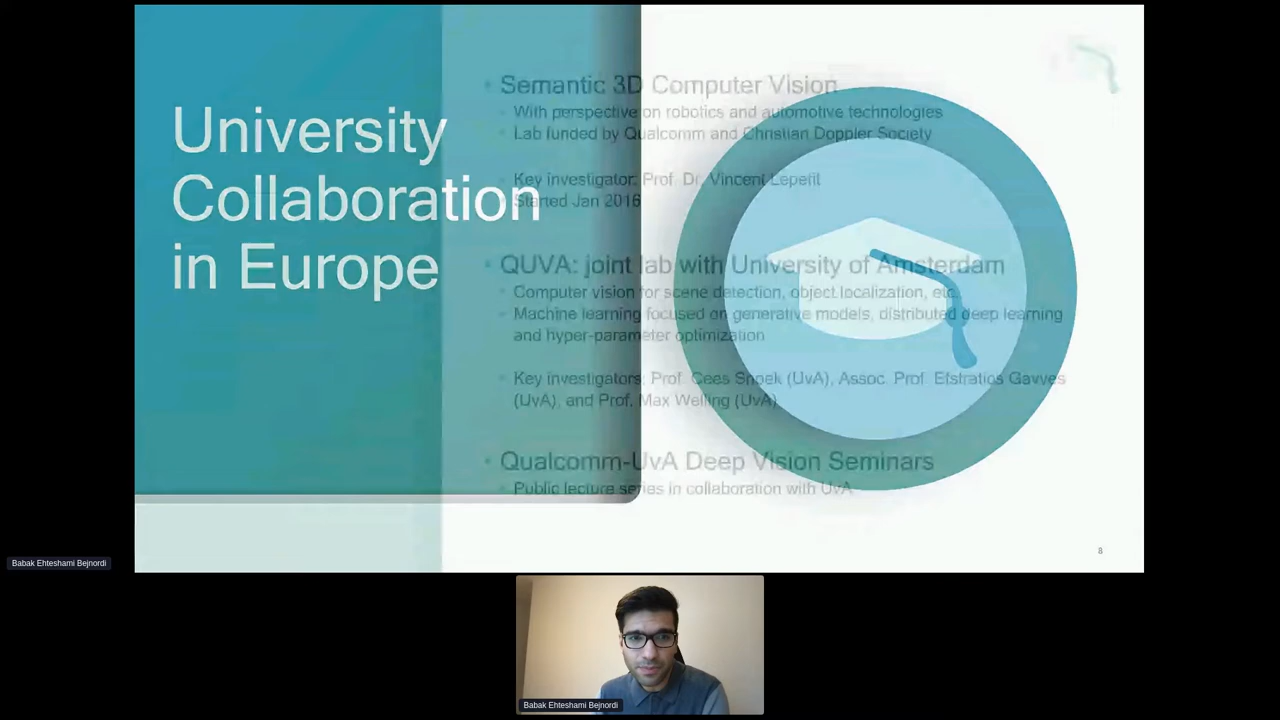 University
Collaboration
in Europe
• Semantic 3D Computer Vision
With perspective on robotics and automotive technologies
Lab funded by Qualcomm and Christian Doppler Society
Key investigator: Prof. Dr. Vincent Lepetit
Started Jan 2016
• QUVA: joint lab with University of Amsterdam
Computer vision for scene detection, object localization, etc.
Machine learning focused on generative models, distributed deep learning
and hyper-parameter optimization
Key investigators: Prof. Cees Snoek (UvA), Assoc. Prof. Efstratios Gavves
(UvA), and Prof. Max Welling (UvA)
• Qualcomm-UvA Deep Vision Seminars
Public lecture series in collaboration with UvA
8
Babak Ehteshami Bejnordi
Babak Ehteshami Bejnordi